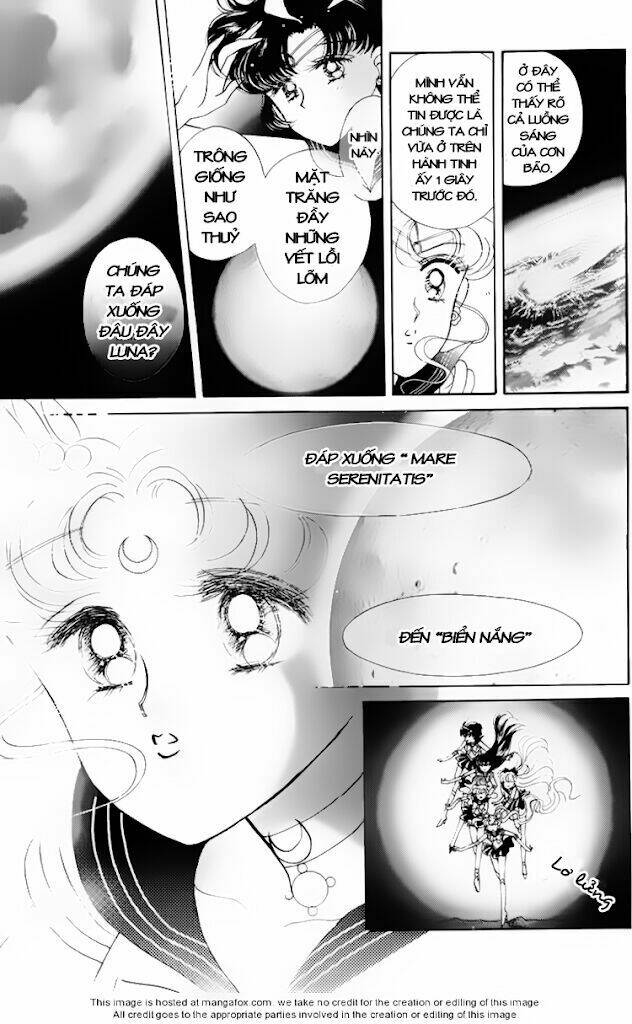 Ở ĐÂY
CÓ THỂ
THẤY RÕ
CẢ LUỒNG
SÁNG
CỦA CƠN
BÃO.
MÌNH VẪN
KHÔNG THỂ
TIN ĐƯỢC LÀ
CHÚNG TA CHỈ
VỪA Ở TRÊN
HÀNH TINH
ẤY 1 GIÂY
TRƯỚC ĐÓ.
NHÌN
NÀY
MẶT
TRĂNG ĐẦY
NHỮNG
VẾT LỒI
LÕM
TRÔNG
GIỐNG
NHƯ
SAO
THUỶ
CHÚNG
TA ĐÁP
XUỐNG
ĐÂU ĐÂY
LUNA?
ĐÁP XUỐNG " MARE
SERENITATIS"
ĐẾN "BIỂN NẮNG"
Lơ lửng
This image is hosted at mangafox.com. we take no credit for the creation or editing of this image.
All credit goes to the appropriate parties involved in the creation or editing of this image.